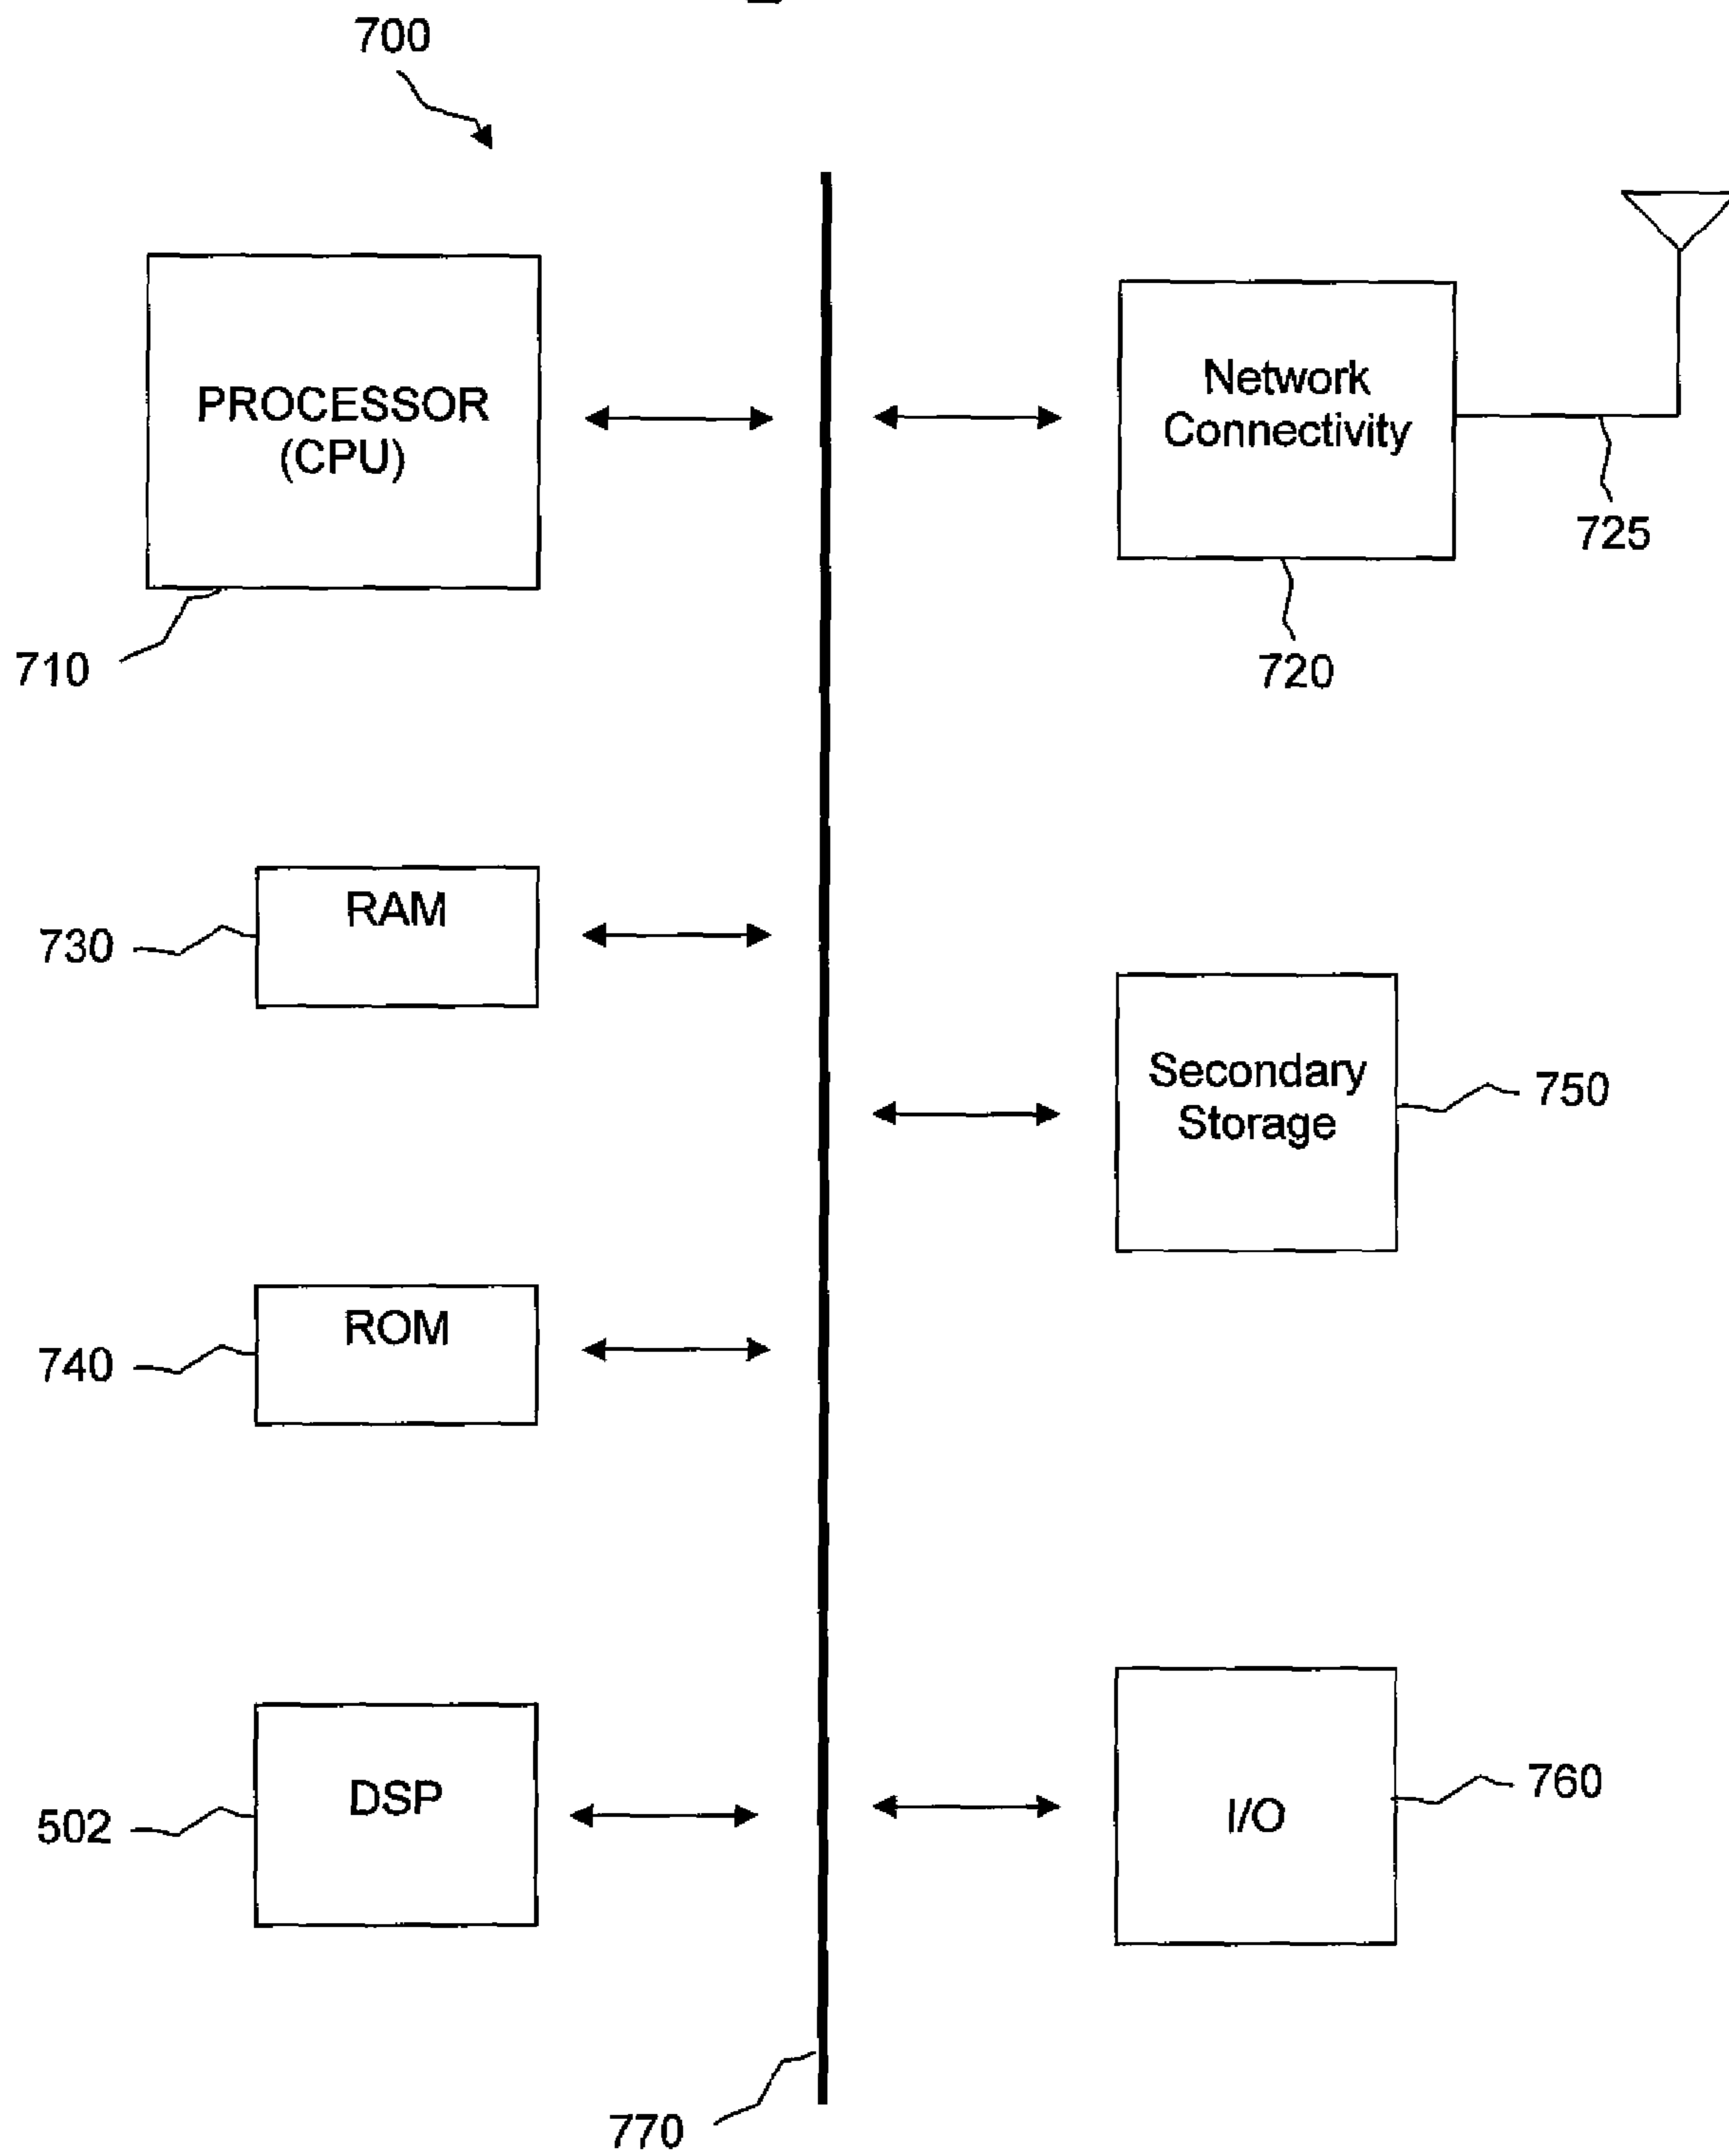 700
PROCESSOR
(CPU)
710
Network
Connectivity
725
720
RAM
730
Secondary
Storage
750
ROM
740
DSP
502
I/O
760
770